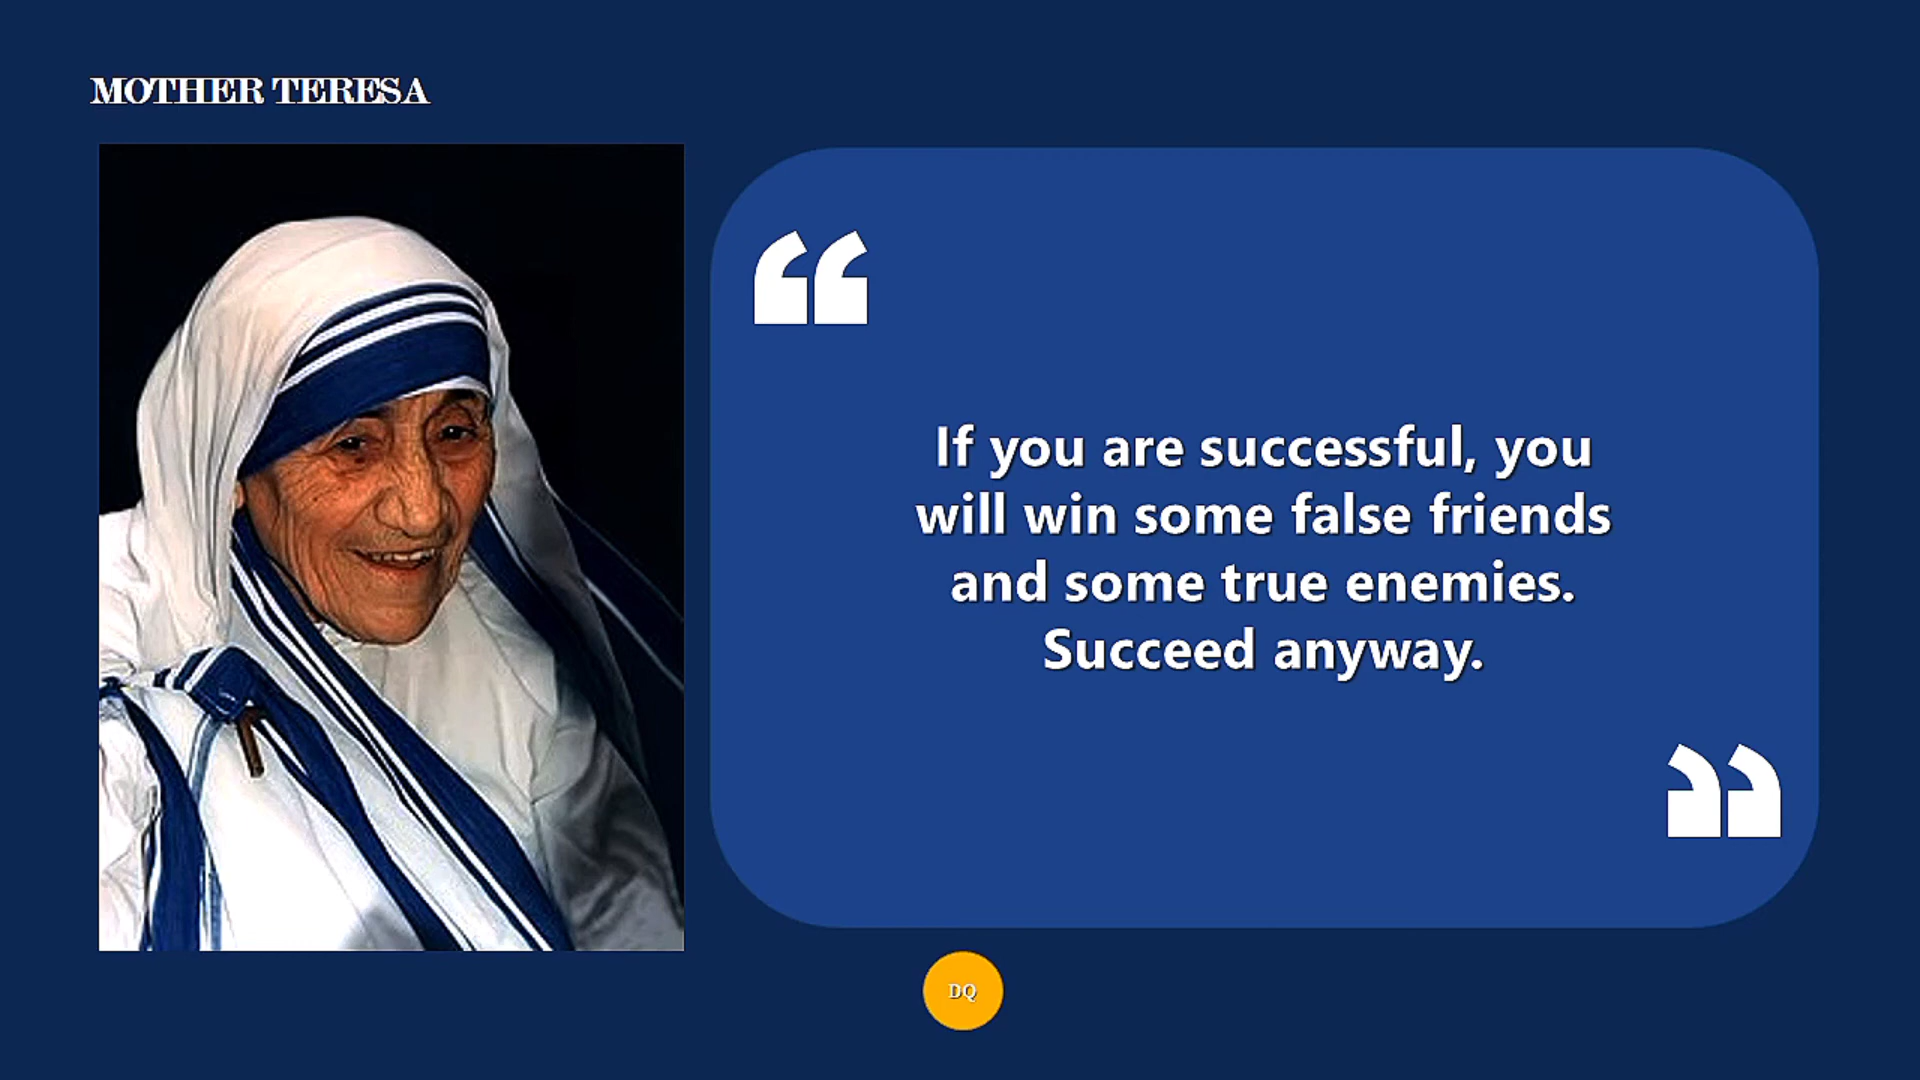 MOTHER TERESA
If you are successful, you
will win some false friends
and some true enemies.
Succeed anyway.
DQ